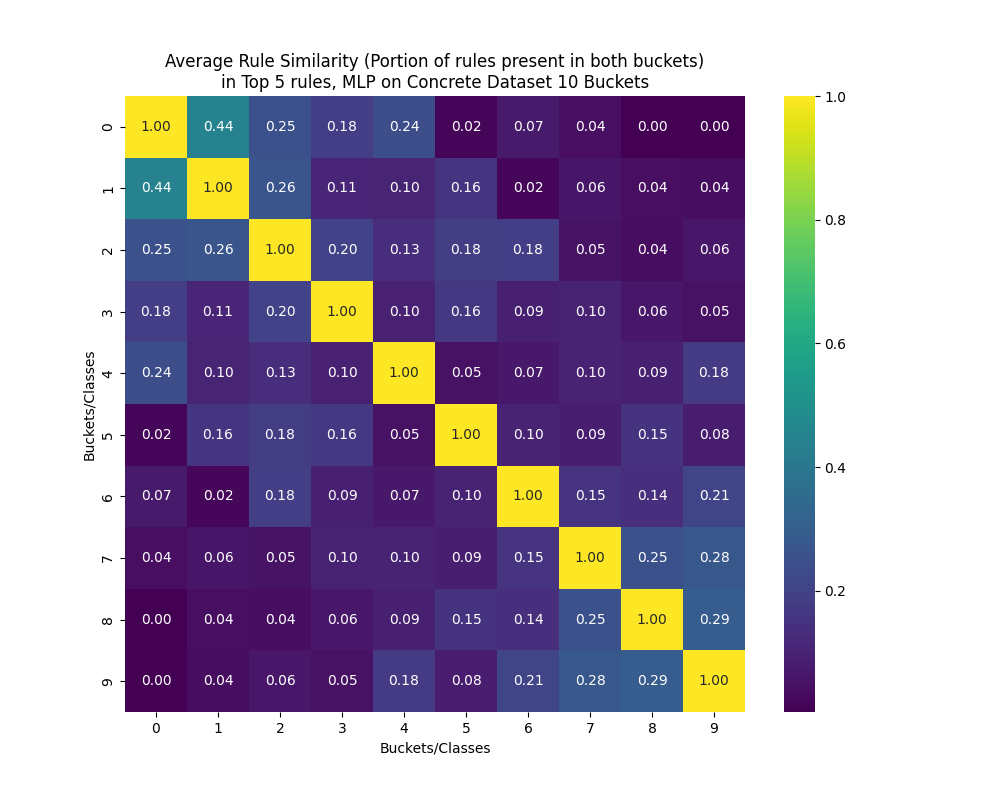 Average Rule Similarity (Portion of rules present in both buckets)
in Top 5 rules, MLP on Concrete Dataset 10 Buckets
0 1.00 0.44 0.25 0.18 0.24 0.02 0.07 0.04 0.00 0.00
1 0.44 1.00 0.26 0.11 0.10 0.16 0.02 0.06 0.04 0.04
2 0.25 0.26 1.00 0.20 0.13 0.18 0.18 0.05 0.04 0.06
3 0.18 0.11 0.20 1.00 0.10 0.16 0.09 0.10 0.06 0.05
4 0.24 0.10 0.13 0.10 1.00 0.05 0.07 0.10 0.09 0.18
5 0.02 0.16 0.18 0.16 0.05 1.00 0.10 0.09 0.15 0.08
6 0.07 0.02 0.18 0.09 0.07 0.10 1.00 0.15 0.14 0.21
7 0.04 0.06 0.05 0.10 0.10 0.09 0.15 1.00 0.25 0.28
8 0.00 0.04 0.04 0.06 0.09 0.15 0.14 0.25 1.00 0.29
9 0.00 0.04 0.06 0.05 0.18 0.08 0.21 0.28 0.29 1.00
0 1 2 3 4 5 6 7 8 9
Buckets/Classes
Buckets/Classes
1.0
0.8
0.6
0.4
0.2